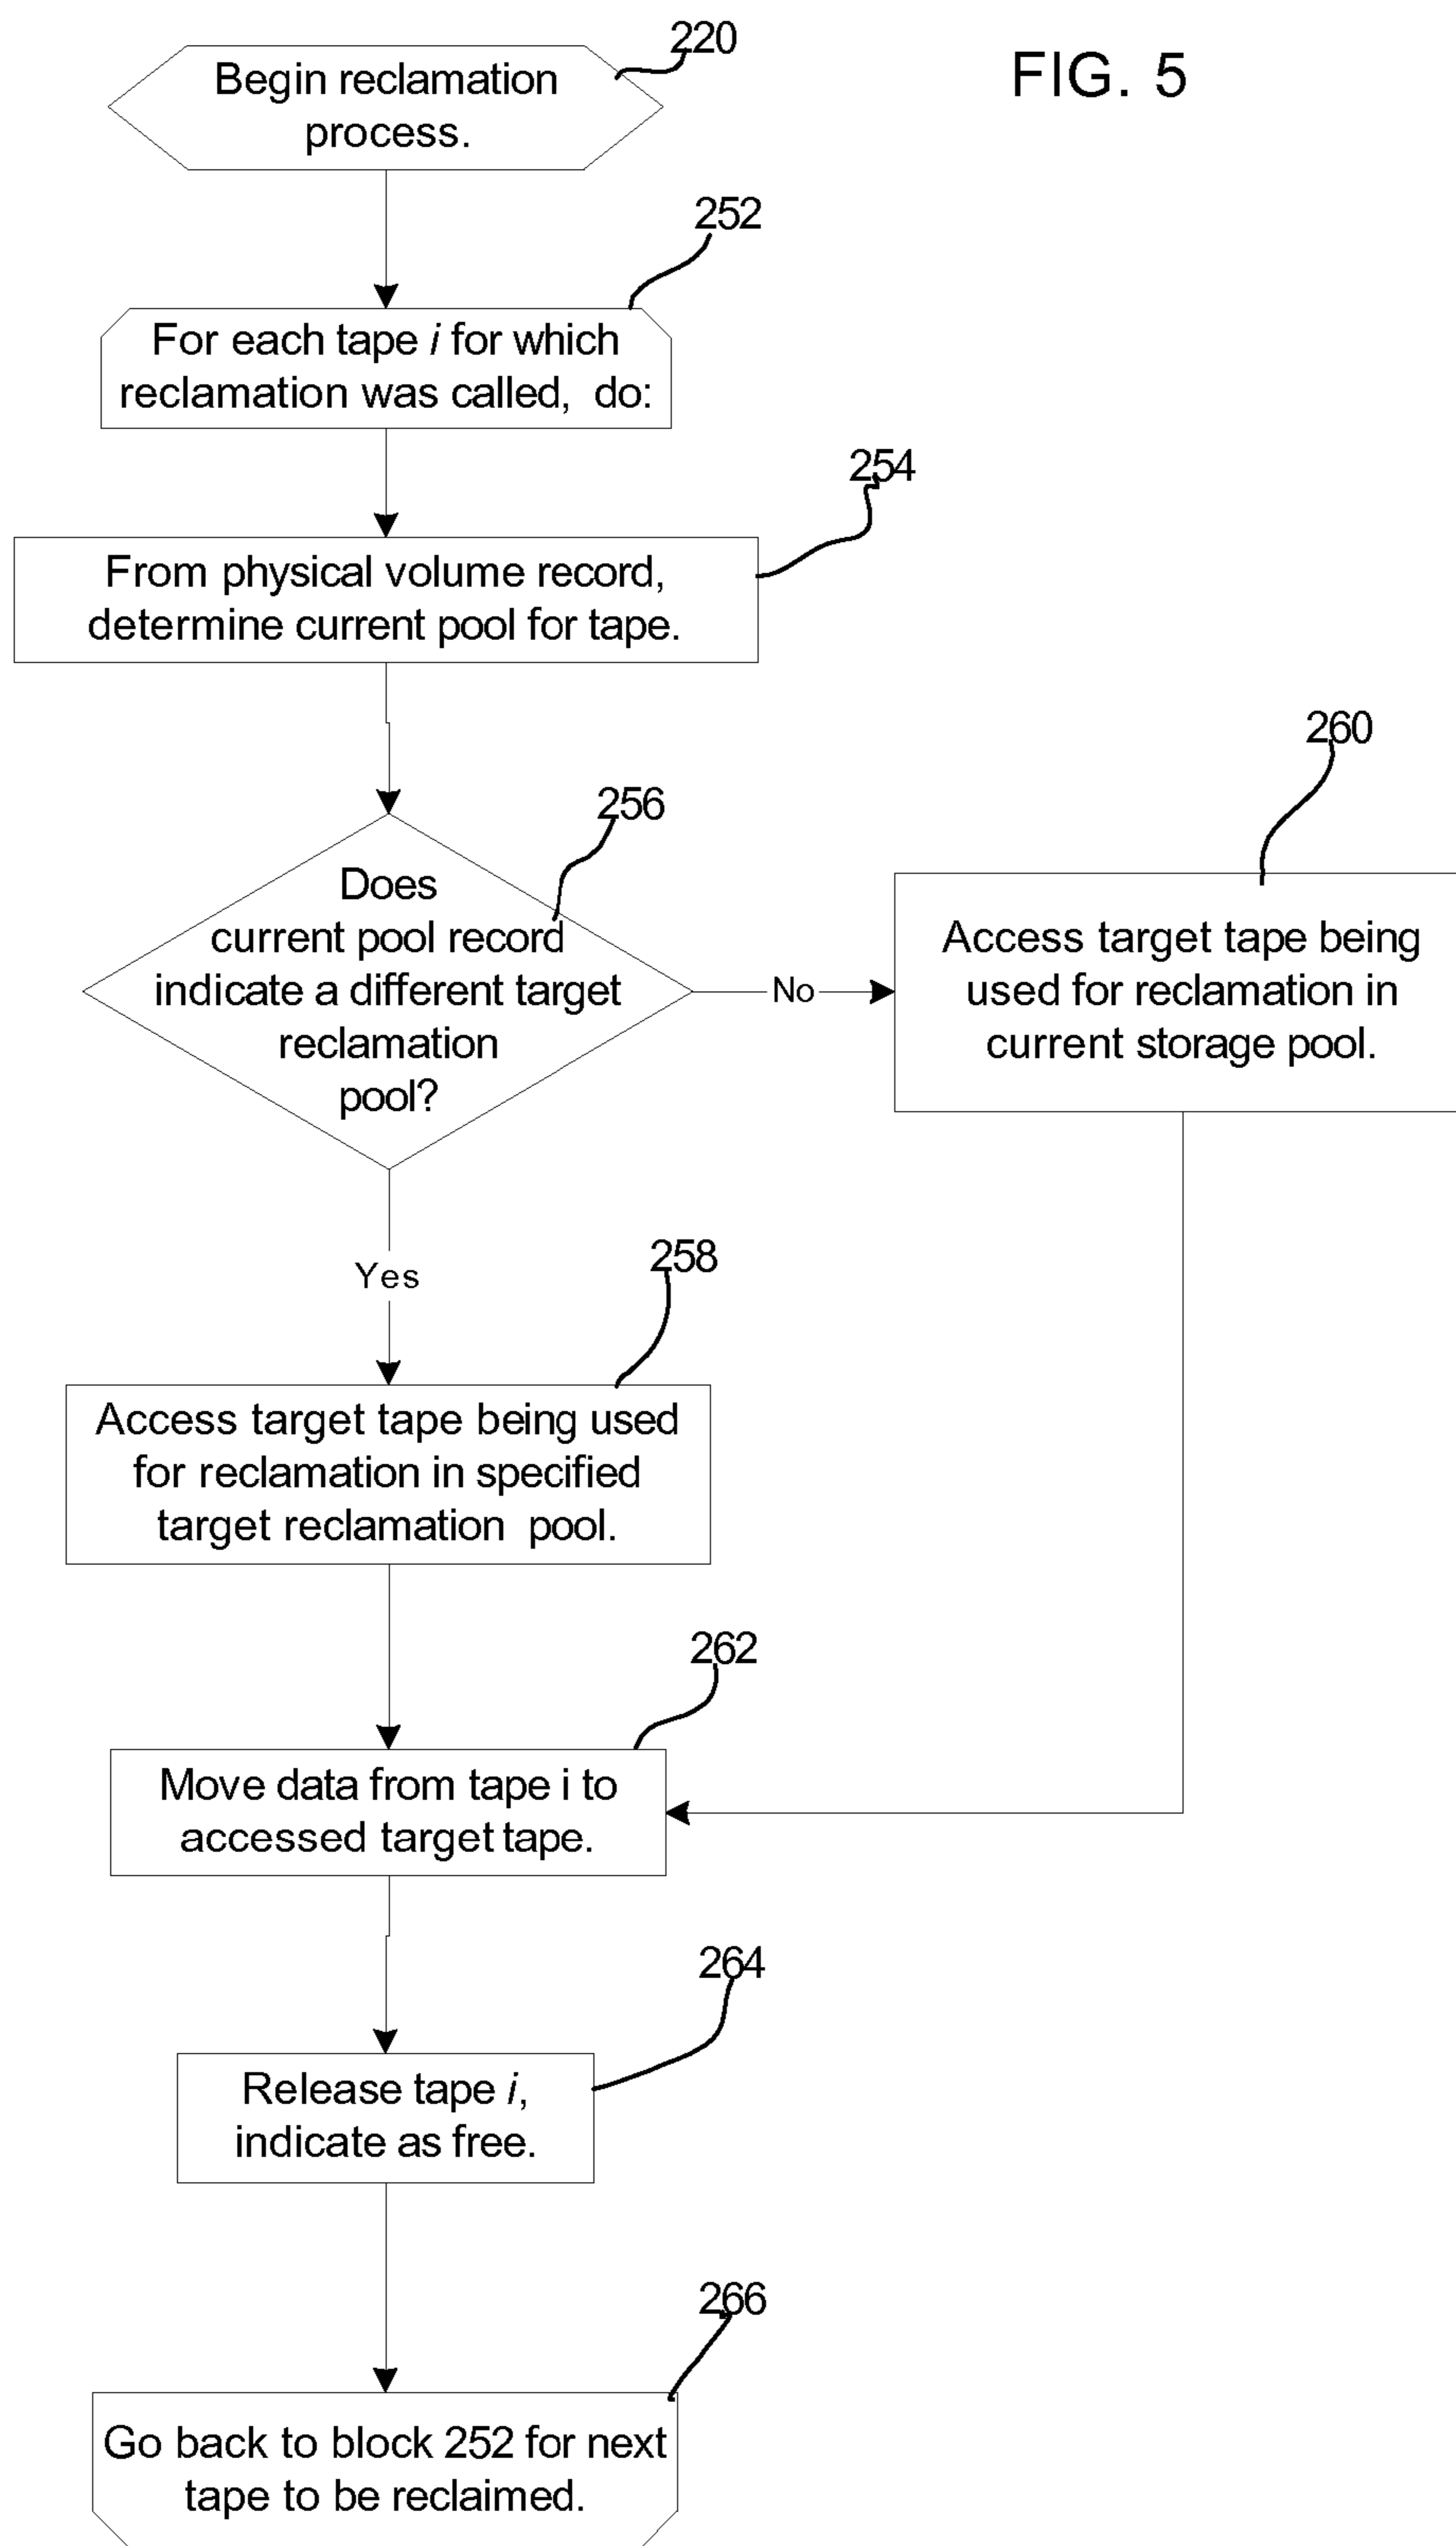 220
FIG. 5
Begin reclamation
process.
252
For each tape i for which
reclamation was called, do:
254
From physical volume record,
determine current pool for tape.
256
Does
current pool record
indicate a different target
reclamation
pool?
No
260
Access target tape being
used for reclamation in
current storage pool.
Yes
258
Access target tape being used
for reclamation in specified
target reclamation pool.
262
Move data from tape i to
accessed target tape.
264
Release tape i,
indicate as free.
266
Go back to block 252 for next
tape to be reclaimed.